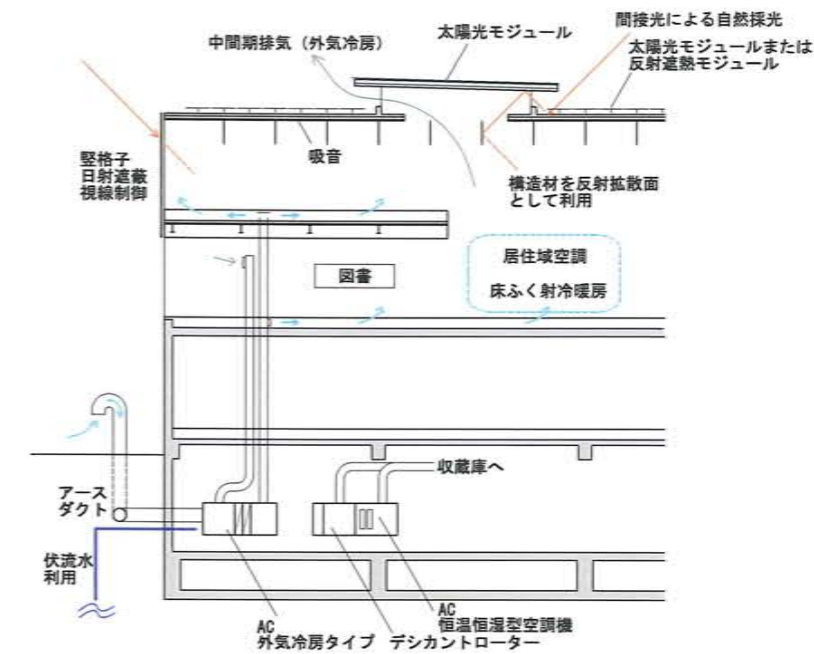 間接光による自然採光
太陽光モジュール
中間期排気（外気冷房）
太陽光モジュールまたは
反射遮熱モジュール
吸音
竪格子
日射遮蔽
視線制御
構造材を反射拡散面
として利用
居住域空調
図書
床ふく射冷暖房
収蔵庫へ
アース
ダクト
伏流水
利用
AC
外気冷房タイプ
デシカントローター
AC
恒温恒湿型空調機